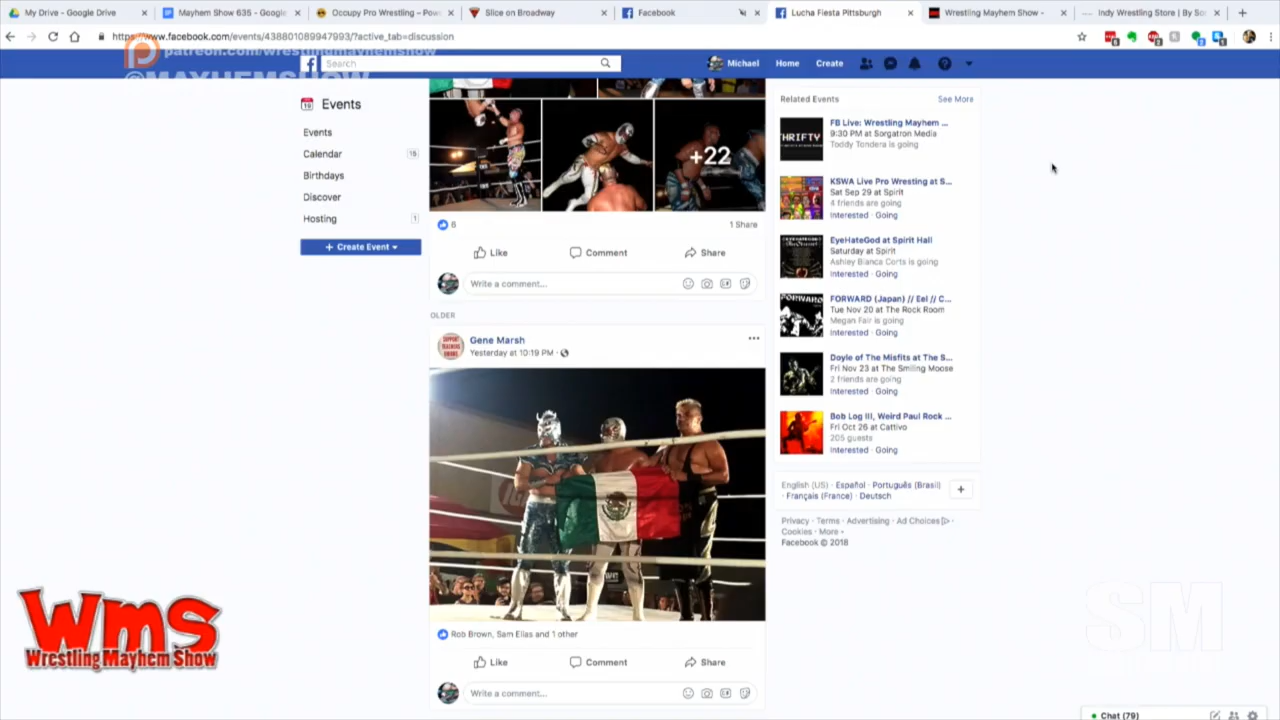 My Drive - Google Drive
Mayhem Show 635 - Google
Occupy Pro Wrestling – Pow
Slice on Broadway
Facebook
Lucha Fiesta Pittsburgh
Wrestling Mayhem Show -
Indy Wrestling Store | By Sor
https://www.facebook.com/events/438801089947993/?active_tab=discussion
patreon.com/wrestlingmayhemshow
@MAYHEMSHOW
Search
Michael
Home
Create
Events
Events
Calendar 15
Birthdays
Discover
Hosting 1
+ Create Event
+22
6
1 Share
Like
Comment
Share
Write a comment...
OLDER
Gene Marsh
Yesterday at 10:19 PM ·
Rob Brown, Sam Elias and 1 other
Like
Comment
Share
Write a comment...
Related Events
See More
THRIFTY
FB Live: Wrestling Mayhem ...
9:30 PM at Sorgatron Media
Toddy Tondera is going
KSWA Live Pro Wresting at S...
Sat Sep 29 at Spirit
4 friends are going
Interested · Going
EyeHateGod at Spirit Hall
Saturday at Spirit
Ashley Bianca Corts is going
Interested · Going
FORWARD
FORWARD (Japan) // Eel // C...
Tue Nov 20 at The Rock Room
Megan Fair is going
Interested · Going
Doyle of The Misfits at The S...
Fri Nov 23 at The Smiling Moose
2 friends are going
Interested · Going
Bob Log III, Weird Paul Rock ...
Fri Oct 26 at Cattivo
205 guests
Interested · Going
English (US) · Español · Português (Brasil)
· Français (France) · Deutsch
Privacy · Terms · Advertising · Ad Choices ·
Cookies · More
Facebook © 2018
WMS
Wrestling Mayhem Show
SM
Chat (79)